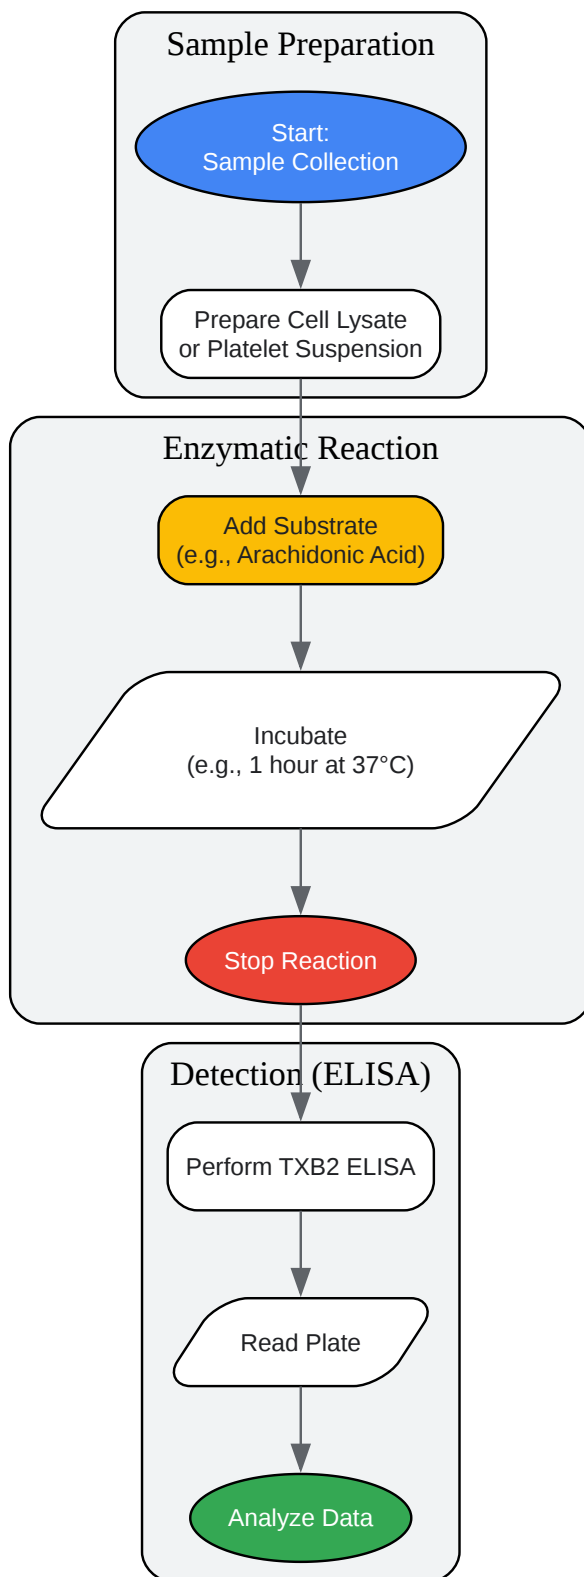 Sample Preparation
Start:
Sample Collection
Prepare Cell Lysate
or Platelet Suspension
Enzymatic Reaction
Add Substrate
(e.g., Arachidonic Acid)
Incubate
(e.g., 1 hour at 37°C)
Stop Reaction
Detection (ELISA)
Perform TXB2 ELISA
Read Plate
Analyze Data